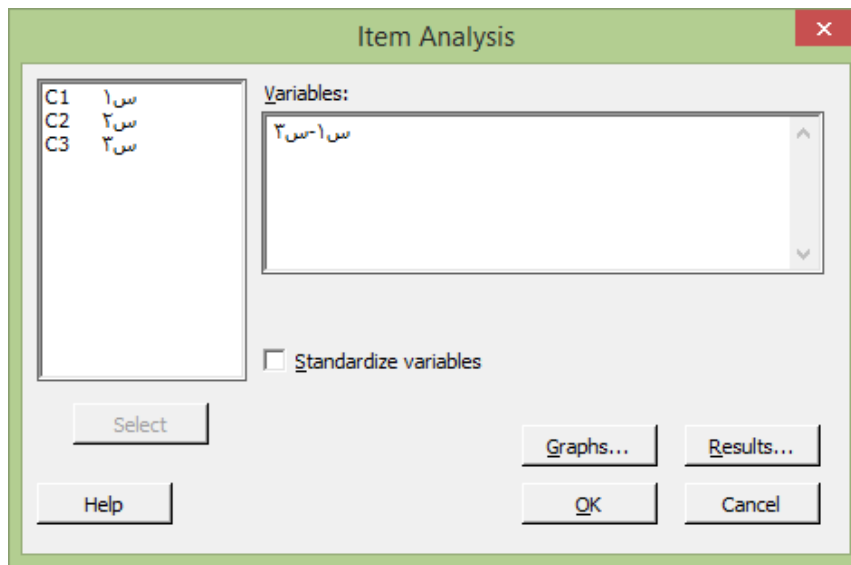 Item Analysis
C1 س١
C2 س٢
C3 س٣
Variables:
س١-س٣
Standardize variables
Select
Graphs...
Results...
Help
OK
Cancel